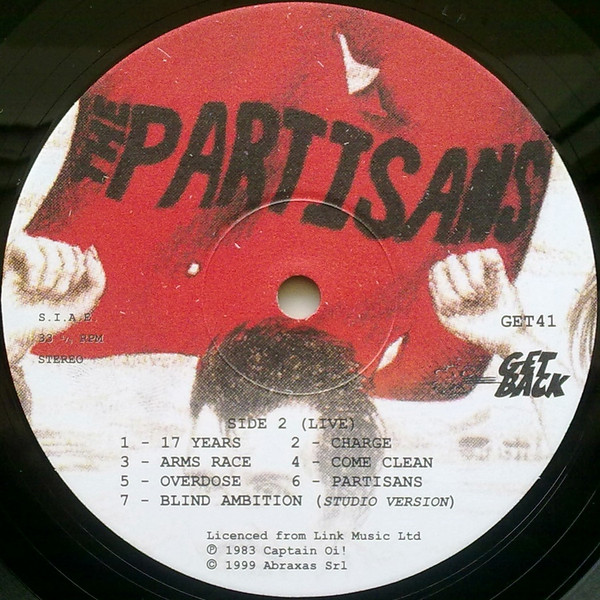 THE PARTISANS
S.I.A.E.
33 ⅓ RPM
STEREO
GET41
GET BACK
SIDE 2 (LIVE)
1 - 17 YEARS 2 - CHARGE
3 - ARMS RACE 4 - COME CLEAN
5 - OVERDOSE 6 - PARTISANS
7 - BLIND AMBITION (STUDIO VERSION)
Licenced from Link Music Ltd
℗ 1983 Captain Oi!
© 1999 Abraxas Srl